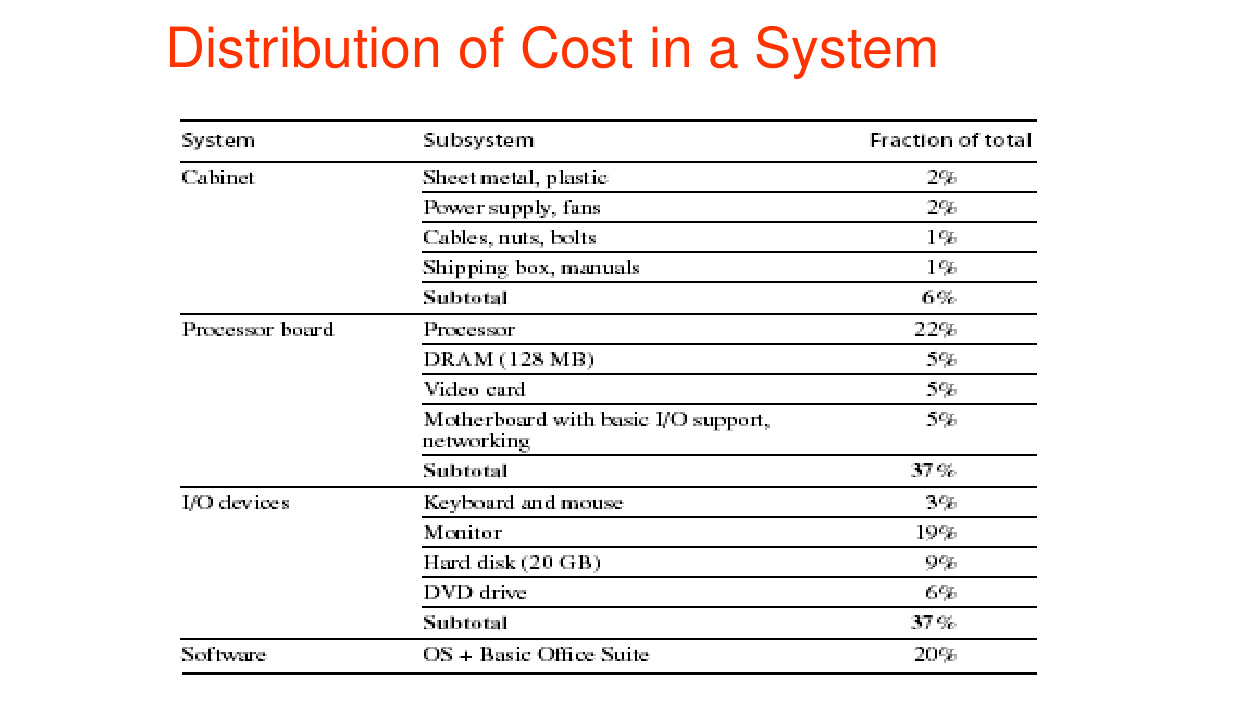 Distribution of Cost in a System
System Subsystem Fraction of total
Cabinet Sheet metal, plastic 2%
Power supply, fans 2%
Cables, nuts, bolts 1%
Shipping box, manuals 1%
Subtotal 6%
Processor board Processor 22%
DRAM (128 MB) 5%
Video card 5%
Motherboard with basic I/O support, 5%
networking
Subtotal 37%
I/O devices Keyboard and mouse 3%
Monitor 19%
Hard disk (20 GB) 9%
DVD drive 6%
Subtotal 37%
Software OS + Basic Office Suite 20%